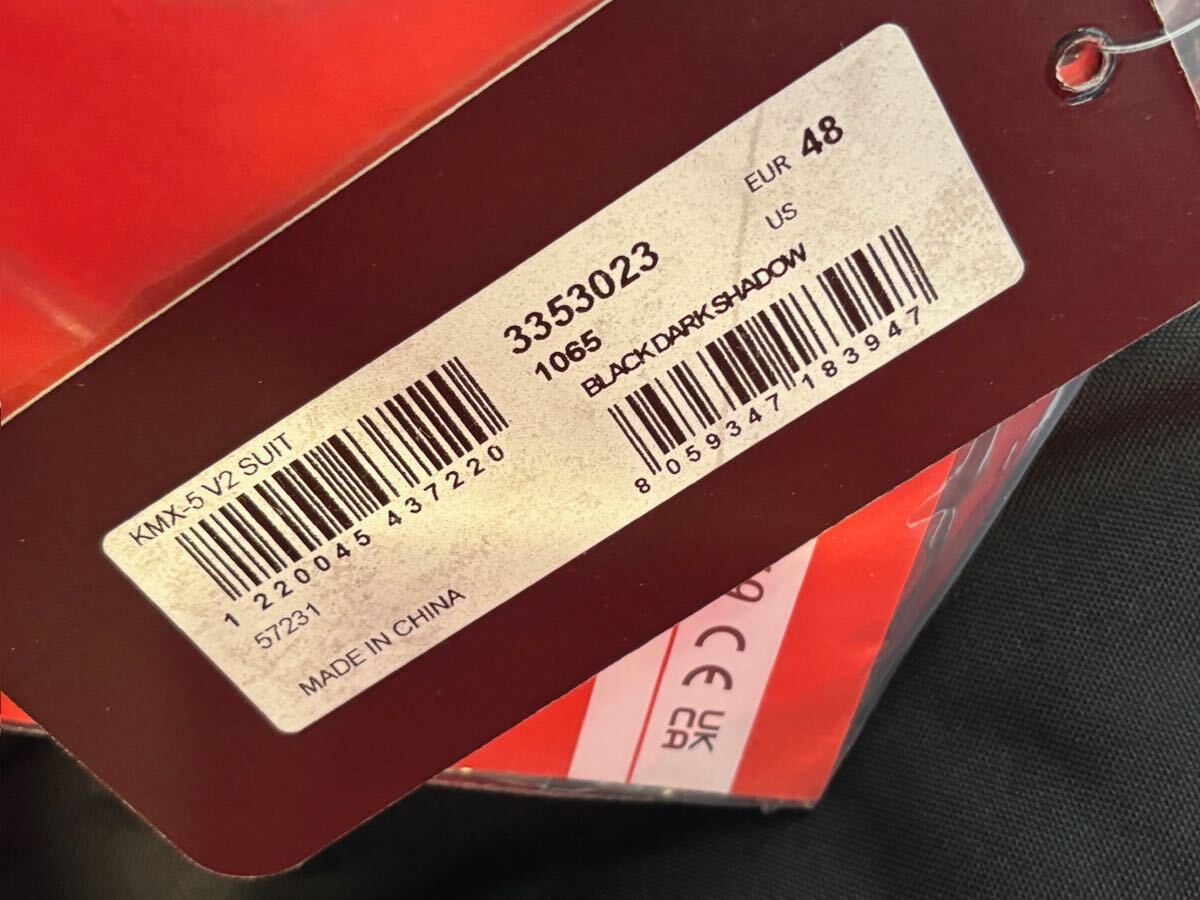 EUR 48
US
3353023
1065
BLACK DARK SHADOW
8 059347 183947
KMX-5 V2 SUIT
1 220045 437220
57231
MADE IN CHINA
CE
UK
CA